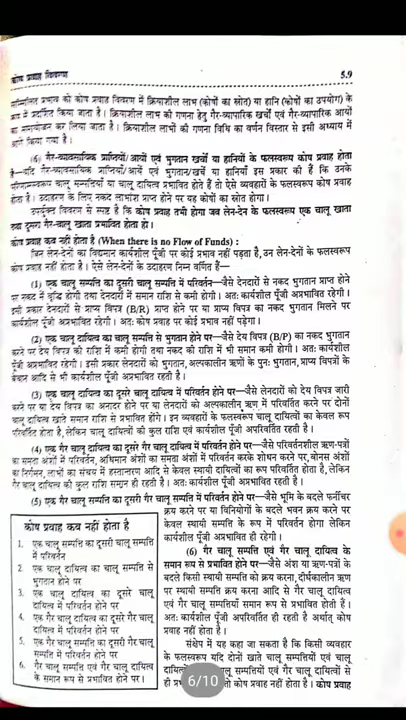 कोष प्रवाह विवरण
5.9
सम्मिलित प्रभाव को कोष प्रवाह विवरण में क्रियाशील लाभ (कोषों का स्रोत) या हानि (कोषों का उपयोग) के
रूप में प्रदर्शित किया जाता है। क्रियाशील लाभ की गणना हेतु गैर-व्यापारिक खर्चों एवं गैर-व्यापारिक आयों
का समायोजन कर लिया जाता है। क्रियाशील लाभों की गणना विधि का वर्णन विस्तार से इसी अध्याय में
आगे किया गया है।
(6) गैर-व्यावसायिक प्राप्तियों/आयों एवं भुगतान खर्चों या हानियों के फलस्वरूप कोष प्रवाह होता
है—यदि गैर-व्यावसायिक प्राप्तियाँ/आयें एवं भुगतान/खर्चे या हानियाँ इस प्रकार की हैं कि उनके
परिणामस्वरूप चालू सम्पत्तियाँ या चालू दायित्व प्रभावित होते हैं तो ऐसे व्यवहारों के फलस्वरूप कोष प्रवाह
होता है। उदाहरण के लिए नकद लाभांश प्राप्त होने पर यह कोषों का स्रोत होगा।
उपर्युक्त विवरण से स्पष्ट है कि कोष प्रवाह तभी होगा जब लेन-देन के फलस्वरूप एक चालू खाता
तथा दूसरा गैर-चालू खाता प्रभावित होता हो।
कोष प्रवाह कब नहीं होता है (When there is no Flow of Funds) :
जिन लेन-देनों का विद्यमान कार्यशील पूँजी पर कोई प्रभाव नहीं पड़ता है, उन लेन-देनों के फलस्वरूप
कोष प्रवाह नहीं होता है। ऐसे लेन-देनों के उदाहरण निम्न वर्णित हैं—
(1) एक चालू सम्पत्ति का दूसरी चालू सम्पत्ति में परिवर्तन—जैसे देनदारों से नकद भुगतान प्राप्त होने
पर नकद में वृद्धि होगी तथा देनदारों में समान राशि से कमी होगी। अतः कार्यशील पूँजी अप्रभावित रहेगी।
इसी प्रकार देनदारों से प्राप्य विपत्र (B/R) प्राप्त होने पर या प्राप्य विपत्र का नकद भुगतान मिलने पर
कार्यशील पूँजी अप्रभावित रहेगी। अतः कोष प्रवाह पर कोई प्रभाव नहीं पड़ेगा।
(2) एक चालू दायित्व का चालू सम्पत्ति से भुगतान होने पर—जैसे देय विपत्र (B/P) का नकद भुगतान
करने पर देय विपत्र की राशि में कमी होगी तथा नकद की राशि में भी समान कमी होगी। अतः कार्यशील
पूँजी अप्रभावित रहेगी। इसी प्रकार लेनदारों को भुगतान, अल्पकालीन ऋणों के पुनः भुगतान, प्राप्य विपत्रों के
बेचान आदि से भी कार्यशील पूँजी अप्रभावित रहती है।
(3) एक चालू दायित्व का दूसरे चालू दायित्व में परिवर्तन होने पर—जैसे लेनदारों को देय विपत्र जारी
करने पर या देय विपत्र का अनादर होने पर या लेनदारों को अल्पकालीन ऋण में परिवर्तन करने पर दोनों
चालू दायित्व खाते समान राशि से प्रभावित होंगे। इन व्यवहारों के फलस्वरूप चालू दायित्वों का केवल रूप
परिवर्तित होता है, लेकिन चालू दायित्वों की कुल राशि एवं कार्यशील पूँजी अप्रभावित रहती है।
(4) एक गैर चालू दायित्व का दूसरे गैर चालू दायित्व में परिवर्तन होने पर—जैसे परिवर्तनशील ऋण-पत्रों
का समता अंशों में परिवर्तन, अधिमान अंशों का समता अंशों में परिवर्तन करके शोधन करने पर, बोनस अंशों
का निर्गमन, लाभों का संचय में हस्तान्तरण आदि से केवल स्थायी दायित्वों का रूप परिवर्तित होता है, लेकिन
गैर चालू दायित्व की कुल राशि समान ही रहती है। अतः कार्यशील पूँजी अप्रभावित रहती है।
(5) एक गैर चालू सम्पत्ति का दूसरी गैर चालू सम्पत्ति में परिवर्तन होने पर—जैसे भूमि के बदले फर्नीचर
क्रय करने पर या विनियोगों के बदले भवन क्रय करने पर
केवल स्थायी सम्पत्ति के रूप में परिवर्तन होगा लेकिन
कार्यशील पूँजी अप्रभावित ही रहेगी।
(6) गैर चालू सम्पत्ति एवं गैर चालू दायित्व के
समान रूप से प्रभावित होने पर—जैसे अंश या ऋण-पत्रों के
बदले किसी स्थायी सम्पत्ति को क्रय करना, दीर्घकालीन ऋण
पर स्थायी सम्पत्ति क्रय करना आदि से गैर चालू दायित्व
एवं गैर चालू सम्पत्तियाँ समान रूप से प्रभावित होती हैं।
अतः कार्यशील पूँजी अपरिवर्तित ही रहती है अर्थात् कोष
प्रवाह नहीं होता है।
संक्षेप में यह कहा जा सकता है कि किसी व्यवहार
के फलस्वरूप यदि दोनों खाते चालू सम्पत्तियों एवं चालू
दायित्वों चालू सम्पत्तियों एवं गैर चालू दायित्वों से
ही तो कोष प्रवाह नहीं होता है। कोष प्रवाह
कोष प्रवाह कब नहीं होता है
1. एक चालू सम्पत्ति का दूसरी चालू सम्पत्ति
में परिवर्तन
2. एक चालू दायित्व का चालू सम्पत्ति से
भुगतान होने पर
3. एक चालू दायित्व का दूसरे चालू
दायित्व में परिवर्तन होने पर
4. एक गैर चालू दायित्व का दूसरे गैर चालू
दायित्व में परिवर्तन होने पर
5. एक गैर चालू सम्पत्ति का दूसरी गैर चालू
सम्पत्ति में परिवर्तन होने पर
6. गैर चालू सम्पत्ति एवं गैर चालू दायित्व
के समान रूप से प्रभावित होने पर।
6/10